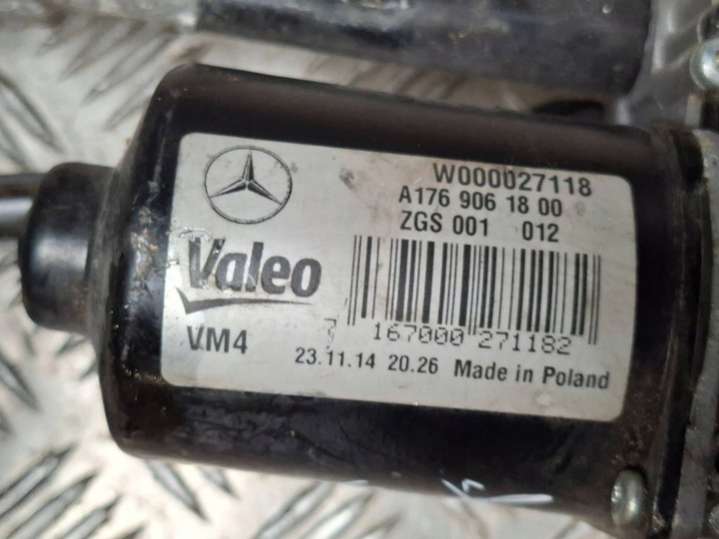 W000027118
A176 906 18 00
ZGS 001 012
Valeo
7 167000 271182
VM4
23.11.14 20.26 Made in Poland